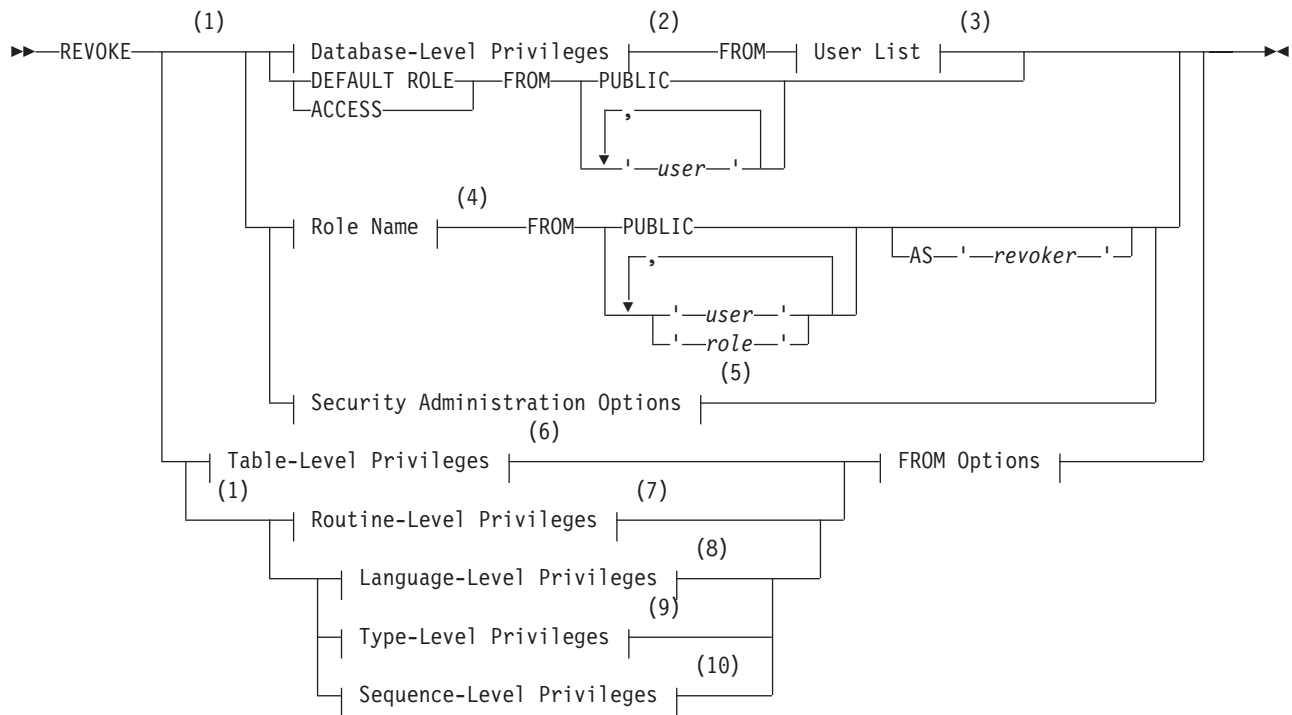 (1) (2) (3)
REVOKE Database-Level Privileges FROM User List
DEFAULT ROLE FROM PUBLIC
ACCESS ,
' user '
(4)
Role Name FROM PUBLIC
, AS ' revoker '
' user '
' role '
(5)
Security Administration Options
(6)
Table-Level Privileges FROM Options
(1) (7)
Routine-Level Privileges
(8)
Language-Level Privileges
(9)
Type-Level Privileges
(10)
Sequence-Level Privileges